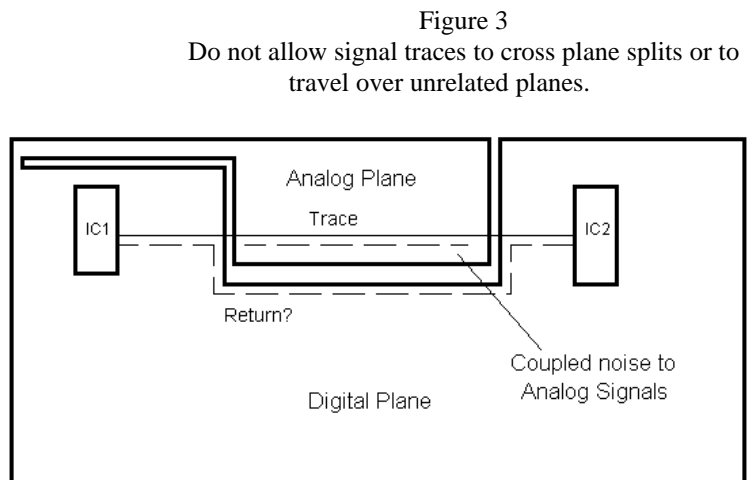 Figure 3
Do not allow signal traces to cross plane splits or to
travel over unrelated planes.
Analog Plane
Trace
IC1
IC2
Return?
Coupled noise to
Analog Signals
Digital Plane